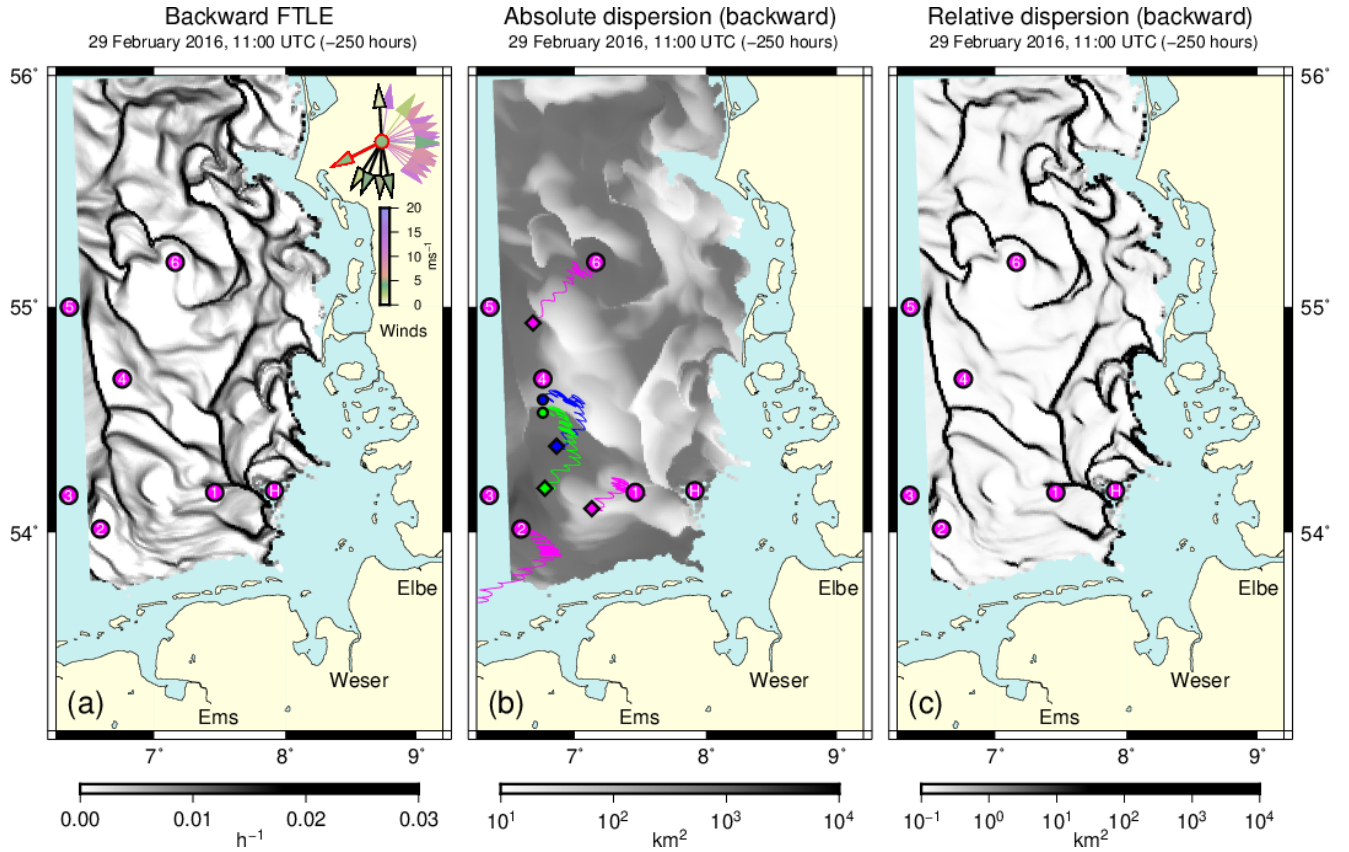 Backward FTLE
29 February 2016, 11:00 UTC (−250 hours)
Absolute dispersion (backward)
29 February 2016, 11:00 UTC (−250 hours)
Relative dispersion (backward)
29 February 2016, 11:00 UTC (−250 hours)
56˚
55˚
54˚
20
15
10
5
0
ms⁻¹
Winds
6
5
4
3
1
H
2
(a)
Ems
Weser
7˚ 8˚ 9˚
0.00 0.01 0.02 0.03
h⁻¹
6
5
4
3
1
H
2
Elbe
(b)
Ems
Weser
7˚ 8˚
10¹ 10² 10³ 10⁴
km²
6
5
4
3
1
H
2
Elbe
(c)
Ems
Weser
7˚ 8˚ 9˚
10⁻¹ 10⁰ 10¹ 10² 10³ 10⁴
km²
56˚
55˚
54˚
Elbe